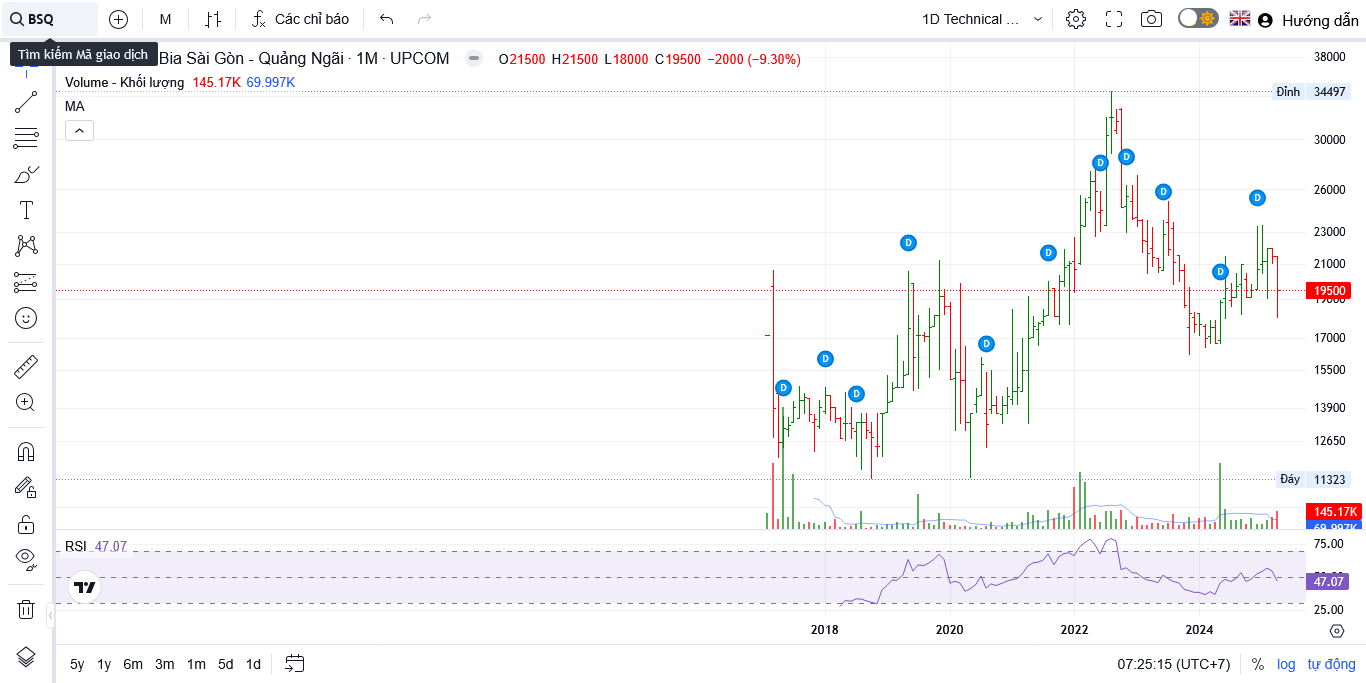 BSQ
M
Các chỉ báo
1D Technical ...
Hướng dẫn
Tìm kiếm Mã giao dịch
Bia Sài Gòn - Quảng Ngãi · 1M · UPCOM
O21500 H21500 L18000 C19500 −2000 (−9.30%)
Volume - Khối lượng 145.17K 69.997K
MA
38000
Đỉnh 34497
30000
26000
23000
21000
19500
19000
17000
15500
13900
12650
Đáy 11323
145.17K
69.997K
D
D
D
D
D
D
D
D
D
D
D
RSI 47.07
75.00
47.07
25.00
2018 2020 2022 2024
5y 1y 6m 3m 1m 5d 1d
07:25:15 (UTC+7) % log tự động